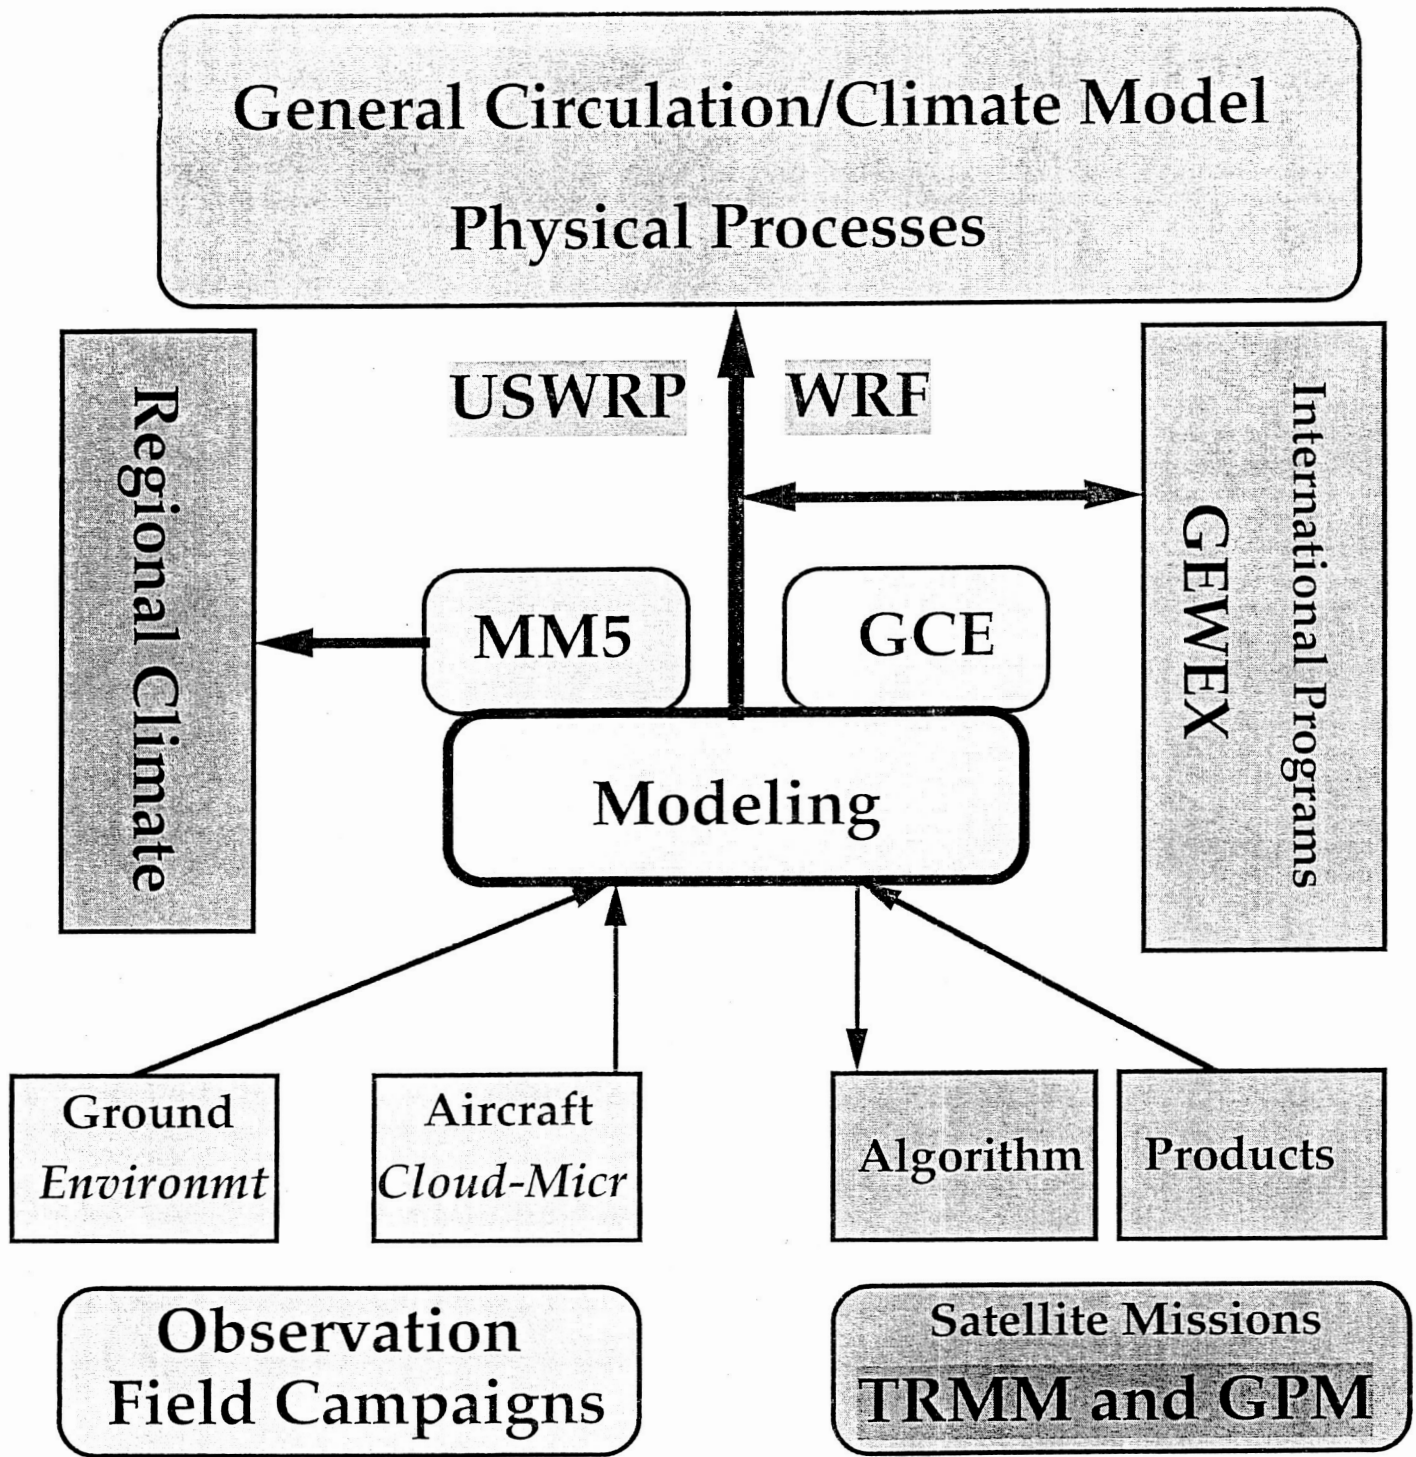 General Circulation/Climate Model
Physical Processes
USWRP
WRF
Regional Climate
International Programs
GEWEX
MM5
GCE
Modeling
Ground
Environmt
Aircraft
Cloud-Micr
Algorithm
Products
Observation
Field Campaigns
Satellite Missions
TRMM and GPM